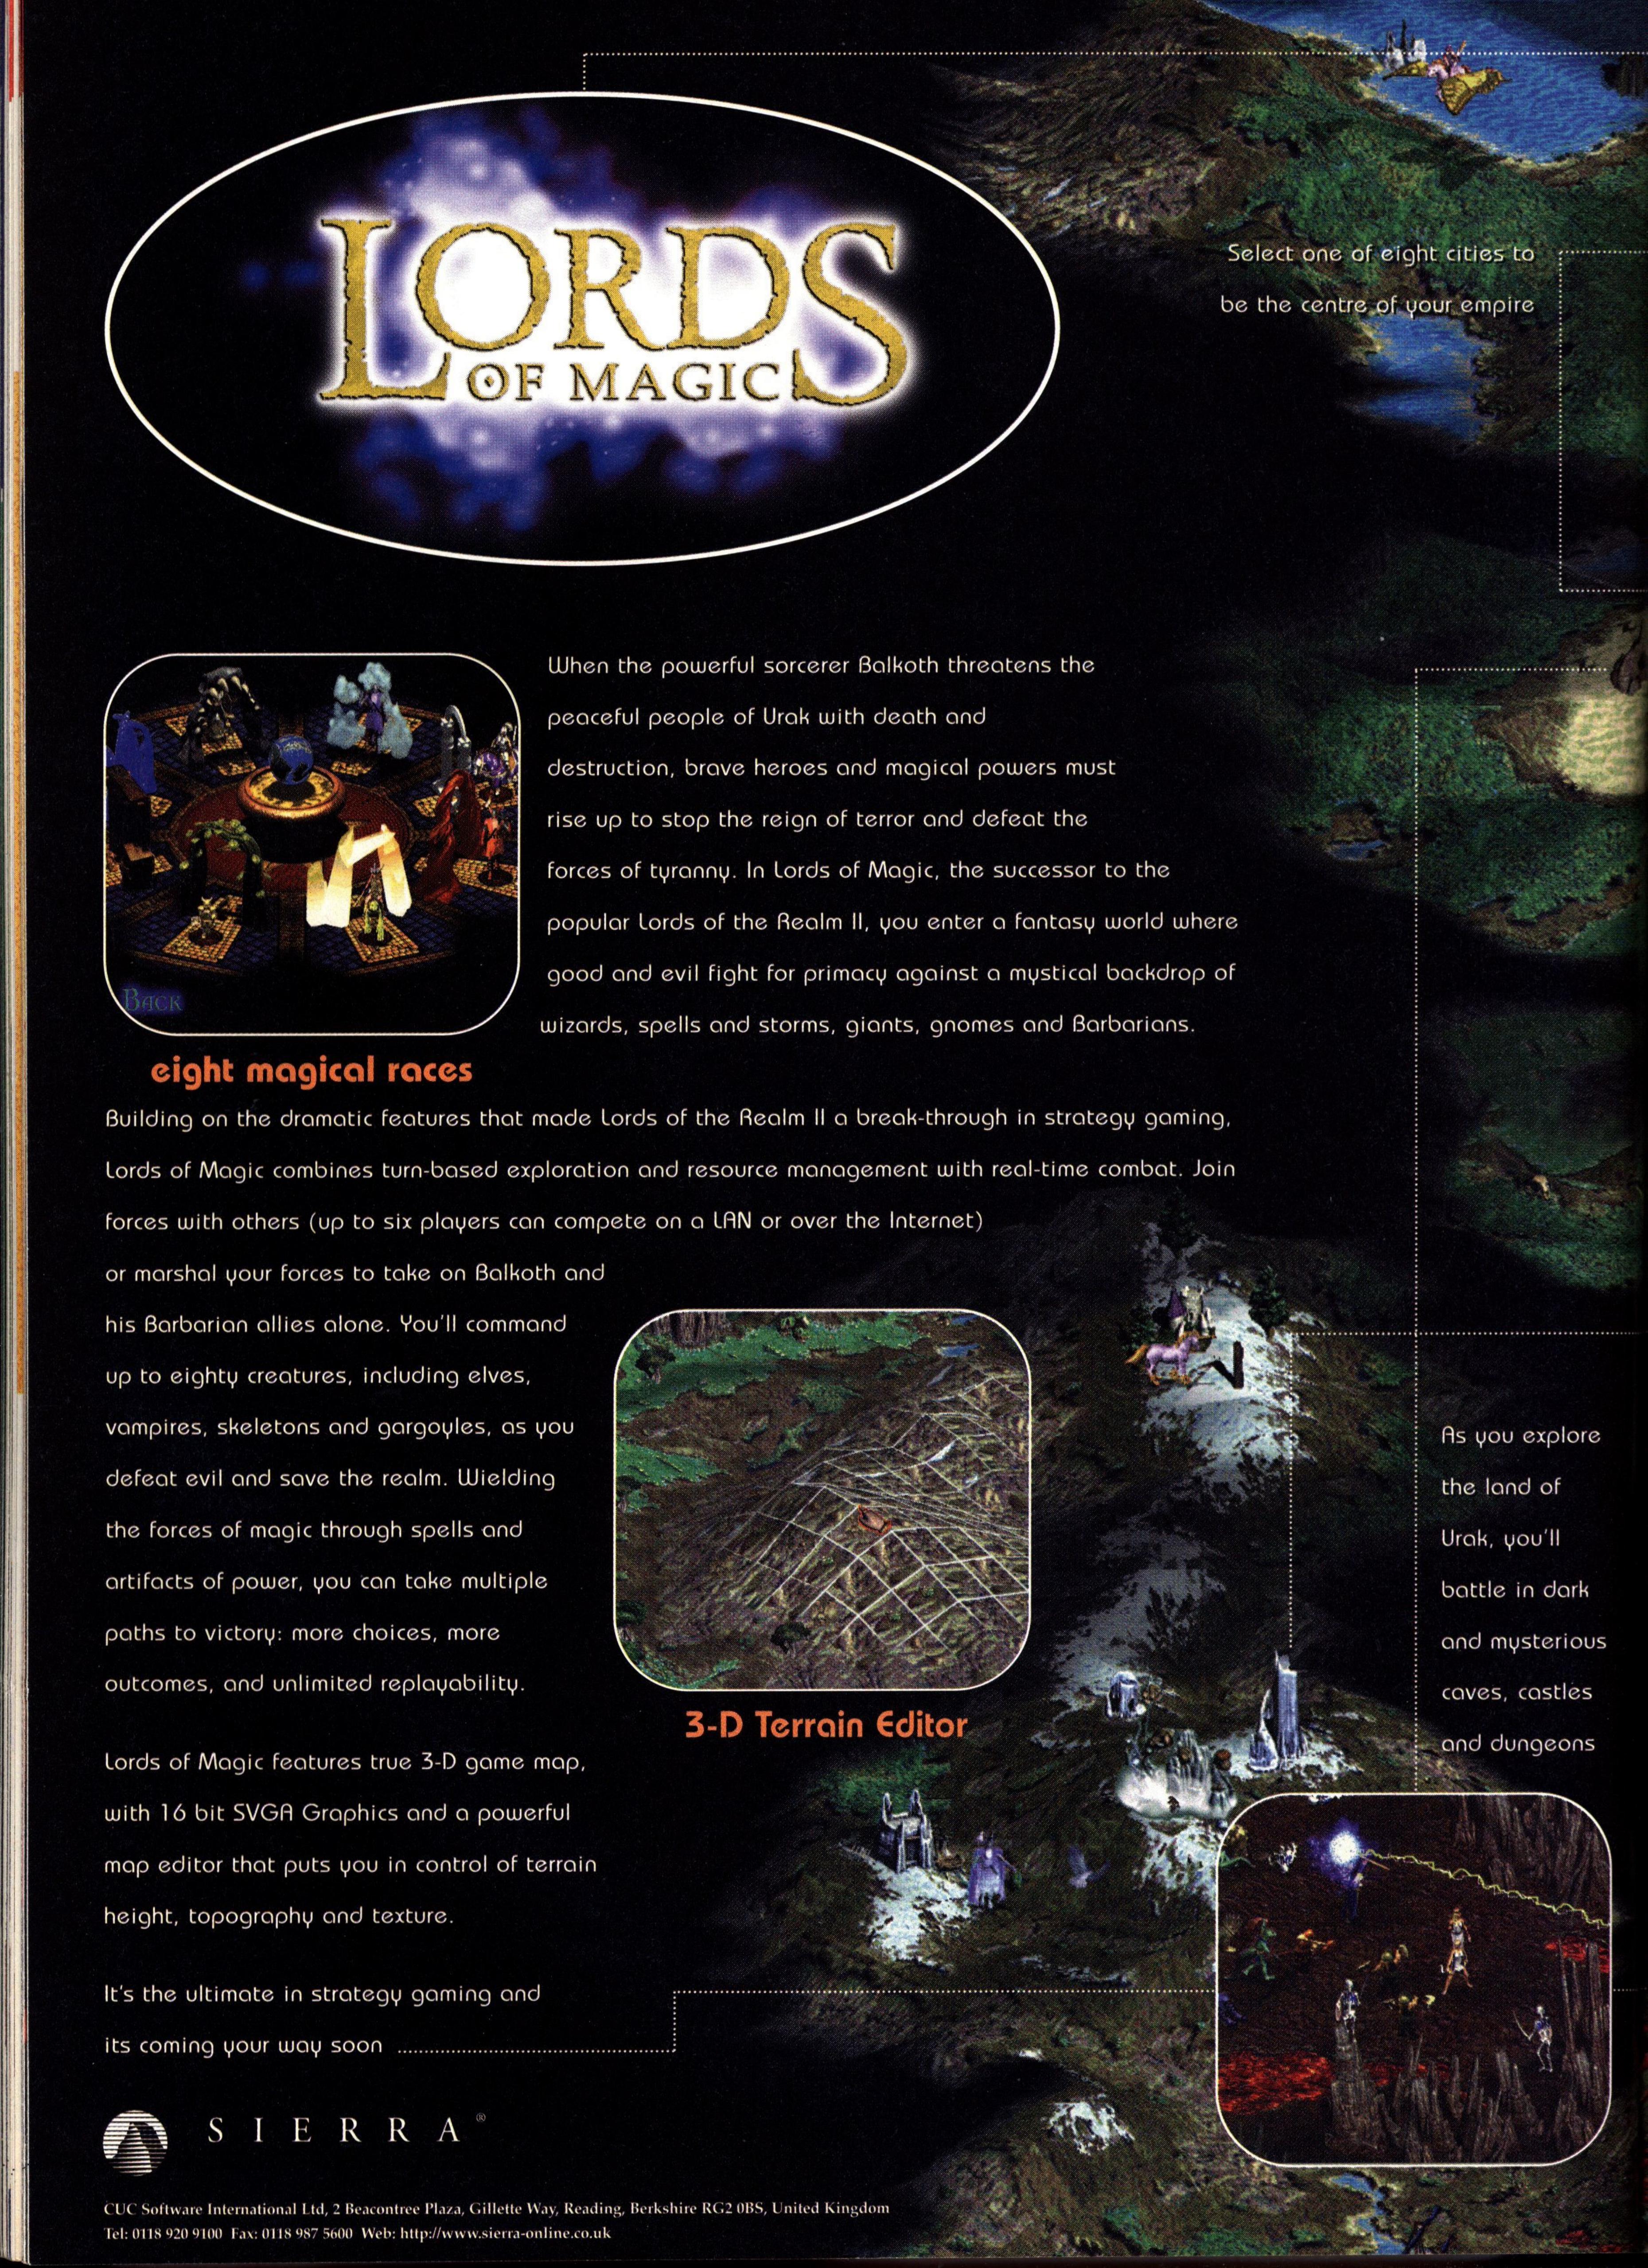 LORDS
OF MAGIC
Select one of eight cities to
be the centre of your empire
When the powerful sorcerer Balkoth threatens the
peaceful people of Urak with death and
destruction, brave heroes and magical powers must
rise up to stop the reign of terror and defeat the
forces of tyranny. In Lords of Magic, the successor to the
popular Lords of the Realm II, you enter a fantasy world where
good and evil fight for primacy against a mystical backdrop of
wizards, spells and storms, giants, gnomes and Barbarians.
BACK
eight magical races
Building on the dramatic features that made Lords of the Realm II a break-through in strategy gaming,
Lords of Magic combines turn-based exploration and resource management with real-time combat. Join
forces with others (up to six players can compete on a LAN or over the Internet)
or marshal your forces to take on Balkoth and
his Barbarian allies alone. You'll command
up to eighty creatures, including elves,
vampires, skeletons and gargoyles, as you
defeat evil and save the realm. Wielding
the forces of magic through spells and
artifacts of power, you can take multiple
paths to victory: more choices, more
outcomes, and unlimited replayability.
3-D Terrain Editor
Lords of Magic features true 3-D game map,
with 16 bit SVGA Graphics and a powerful
map editor that puts you in control of terrain
height, topography and texture.
It's the ultimate in strategy gaming and
its coming your way soon
As you explore
the land of
Urak, you'll
battle in dark
and mysterious
caves, castles
and dungeons
SIERRA®
CUC Software International Ltd, 2 Beacontree Plaza, Gillette Way, Reading, Berkshire RG2 0BS, United Kingdom
Tel: 0118 920 9100 Fax: 0118 987 5600 Web: http://www.sierra-online.co.uk